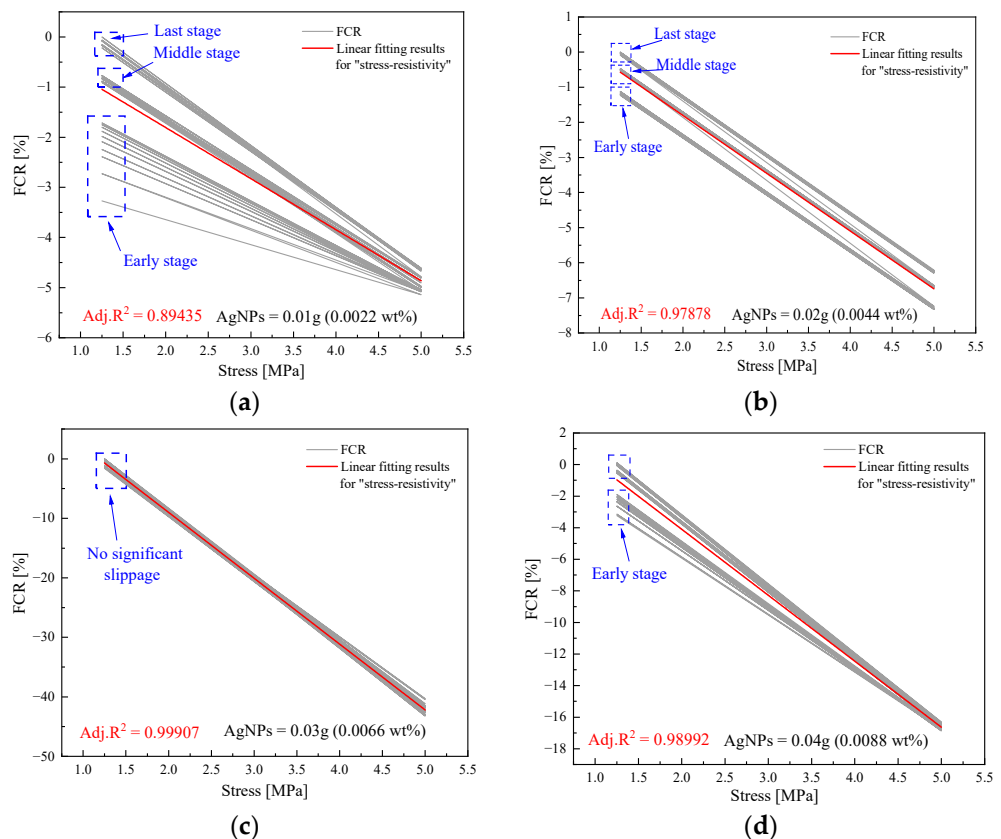 Last stage
Middle stage
FCR
Linear fitting results
for "stress-resistivity"
Early stage
Adj.R² = 0.89435
AgNPs = 0.01g (0.0022 wt%)
FCR [%]
0
−1
−2
−3
−4
−5
−6
1.0 1.5 2.0 2.5 3.0 3.5 4.0 4.5 5.0 5.5
Stress [MPa]
(a)
Last stage
Middle stage
FCR
Linear fitting results
for "stress-resistivity"
Early stage
Adj.R² = 0.97878
AgNPs = 0.02g (0.0044 wt%)
FCR [%]
1
0
−1
−2
−3
−4
−5
−6
−7
−8
1.0 1.5 2.0 2.5 3.0 3.5 4.0 4.5 5.0 5.5
Stress [MPa]
(b)
FCR
Linear fitting results
for "stress-resistivity"
No significant
slippage
Adj.R² = 0.99907
AgNPs = 0.03g (0.0066 wt%)
FCR [%]
0
−10
−20
−30
−40
−50
1.0 1.5 2.0 2.5 3.0 3.5 4.0 4.5 5.0 5.5
Stress [MPa]
(c)
FCR
Linear fitting results
for "stress-resistivity"
Early stage
Adj.R² = 0.98992
AgNPs = 0.04g (0.0088 wt%)
FCR [%]
2
0
−2
−4
−6
−8
−10
−12
−14
−16
−18
1.0 1.5 2.0 2.5 3.0 3.5 4.0 4.5 5.0 5.5
Stress [MPa]
(d)